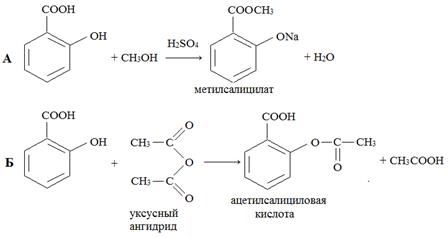 COOH
OH
А
+ CH3OH
H2SO4
COOCH3
ONa
+ H2O
метилсалицилат
COOH
OH
Б
+
CH3
C
O
O
CH3
C
O
уксусный
ангидрид
COOH
O
C
CH3
O
ацетилсалициловая
кислота
+ CH3COOH